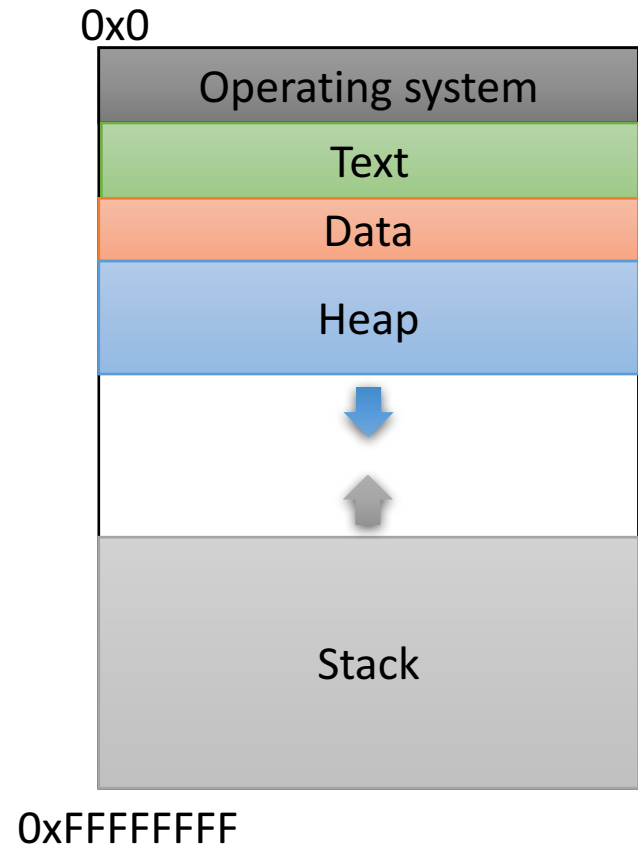 0x0
Operating system
Text
Data
Heap
Stack
0xFFFFFFFF